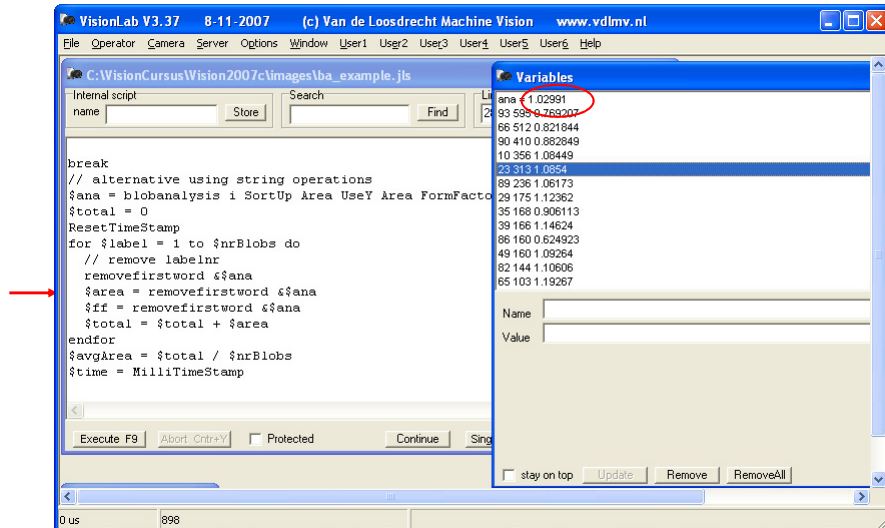 VisionLab V3.37 8-11-2007 (c) Van de Loosdrecht Machine Vision www.vdlmv.nl
File Operator Camera Server Options Window User1 User2 User3 User4 User5 User6 Help
C:\VisionCursus\Vision2007c\images\ba_example.jls
Internal script
name
Store
Search
Find
break
// alternative using string operations
$ana = blobanalysis i SortUp Area UseY Area FormFacto
$total = 0
ResetTimeStamp
for $label = 1 to $nrBlobs do
// remove labelnr
removefirstword &$ana
$area = removefirstword &$ana
$ff = removefirstword &$ana
$total = $total + $area
endfor
$avgArea = $total / $nrBlobs
$time = MilliTimeStamp
Execute F9 Abort Cntr+Y Protected Continue Sing
Variables
ana = 1.02991
93 595 0.769207
66 512 0.821844
90 410 0.882849
10 356 1.08449
23 313 1.0854
89 236 1.06173
29 175 1.12362
35 168 0.906113
39 166 1.14624
86 160 0.624923
49 160 1.09264
82 144 1.10606
65 103 1.19267
Name
Value
stay on top Update Remove RemoveAll
0 us 898